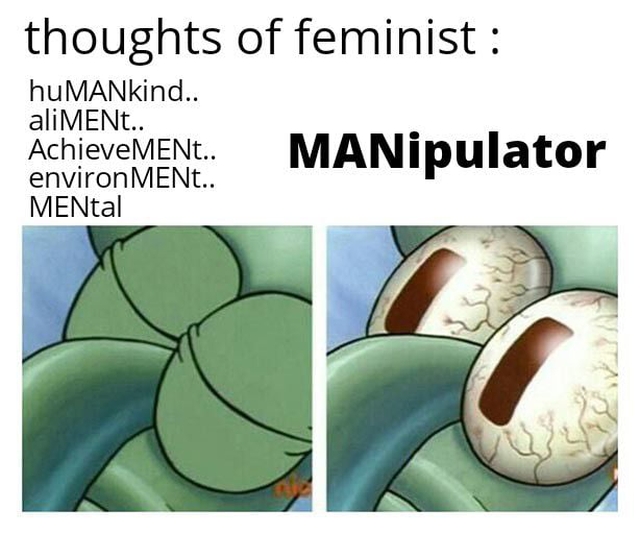 thoughts of feminist :
huMANkind..
aliMENt..
AchieveMENt..
environMENt..
MENtal
MANipulator